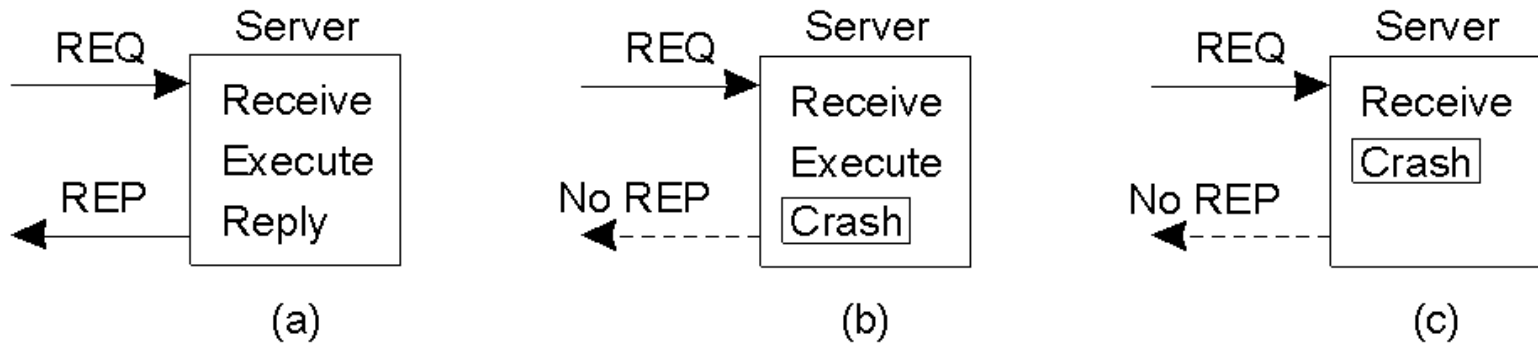 Server
REQ
Receive
Execute
REP
Reply
(a)
Server
REQ
Receive
Execute
No REP
Crash
(b)
Server
REQ
Receive
Crash
No REP
(c)